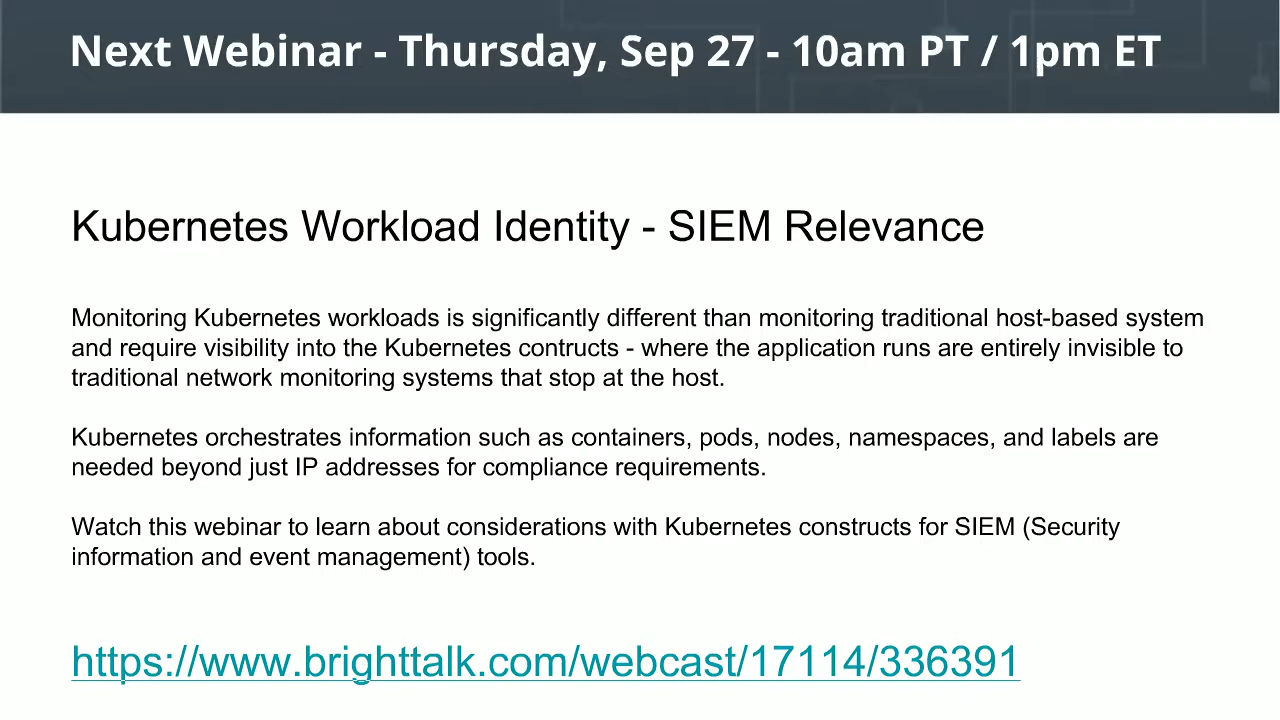 Next Webinar - Thursday, Sep 27 - 10am PT / 1pm ET
Kubernetes Workload Identity - SIEM Relevance
Monitoring Kubernetes workloads is significantly different than monitoring traditional host-based system
and require visibility into the Kubernetes contructs - where the application runs are entirely invisible to
traditional network monitoring systems that stop at the host.
Kubernetes orchestrates information such as containers, pods, nodes, namespaces, and labels are
needed beyond just IP addresses for compliance requirements.
Watch this webinar to learn about considerations with Kubernetes constructs for SIEM (Security
information and event management) tools.
https://www.brighttalk.com/webcast/17114/336391